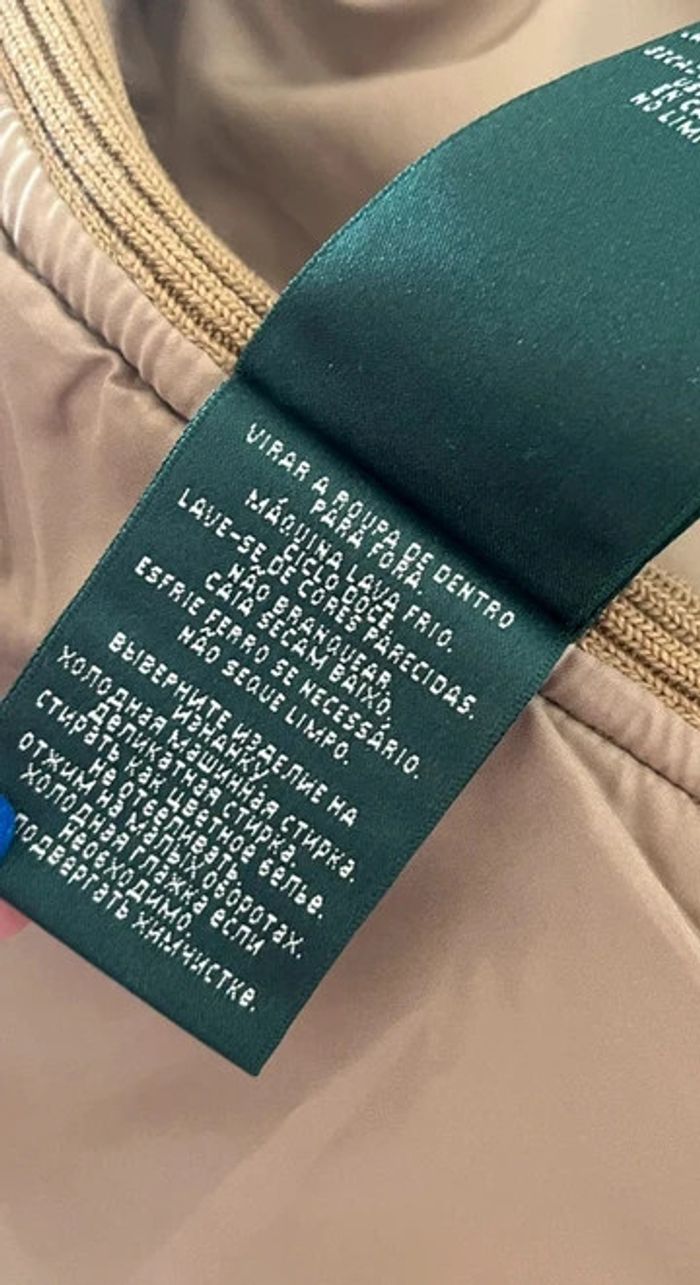 NO LIM
VIRAR A ROUPA DE DENTRO
PARA FORA.
MÁQUINA LAVA FRIO.
CICLO DOCE
LAVE-SE DE CORES PARECIDAS.
NÃO BRANQUEAR.
CAIA SECAM BAIXO.
ESFRIE FERRO SE NECESSÁRIO.
NÃO SEQUE LIMPO.
ВЫВЕРНИТЕ ИЗДЕЛИЕ НА
ИЗНАНКУ.
ХОЛОДНАЯ МАШИННАЯ СТИРКА.
ДЕЛИКАТНАЯ СТИРКА.
СТИРАТЬ КАК ЦВЕТНОЕ БЕЛЬЕ.
НЕ ОТБЕЛИВАТЬ.
ОТЖИМ НА МАЛЫХ ОБОРОТАХ.
ХОЛОДНАЯ ГЛАЖКА ЕСЛИ
НЕОБХОДИМО.
ПОДВЕРГАТЬ ХИМЧИСТКЕ.